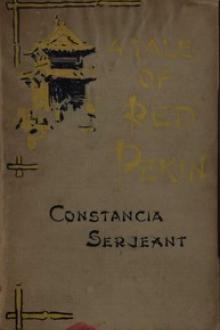 A TALE
OF
RED
PEKIN
CONSTANCIA
SERJEANT